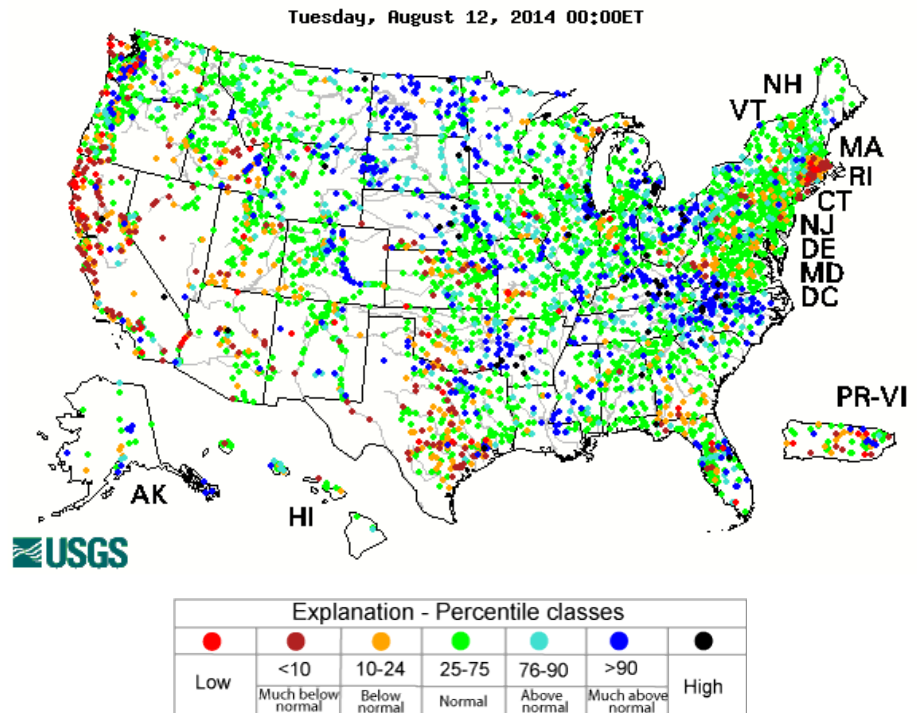 Tuesday, August 12, 2014 00:00ET
NH
VT
MA
RI
CT
NJ
DE
MD
DC
PR-VI
AK
HI
USGS
Explanation - Percentile classes
Low
<10
10-24
25-75
76-90
>90
High
Much below normal
Below normal
Normal
Above normal
Much above normal